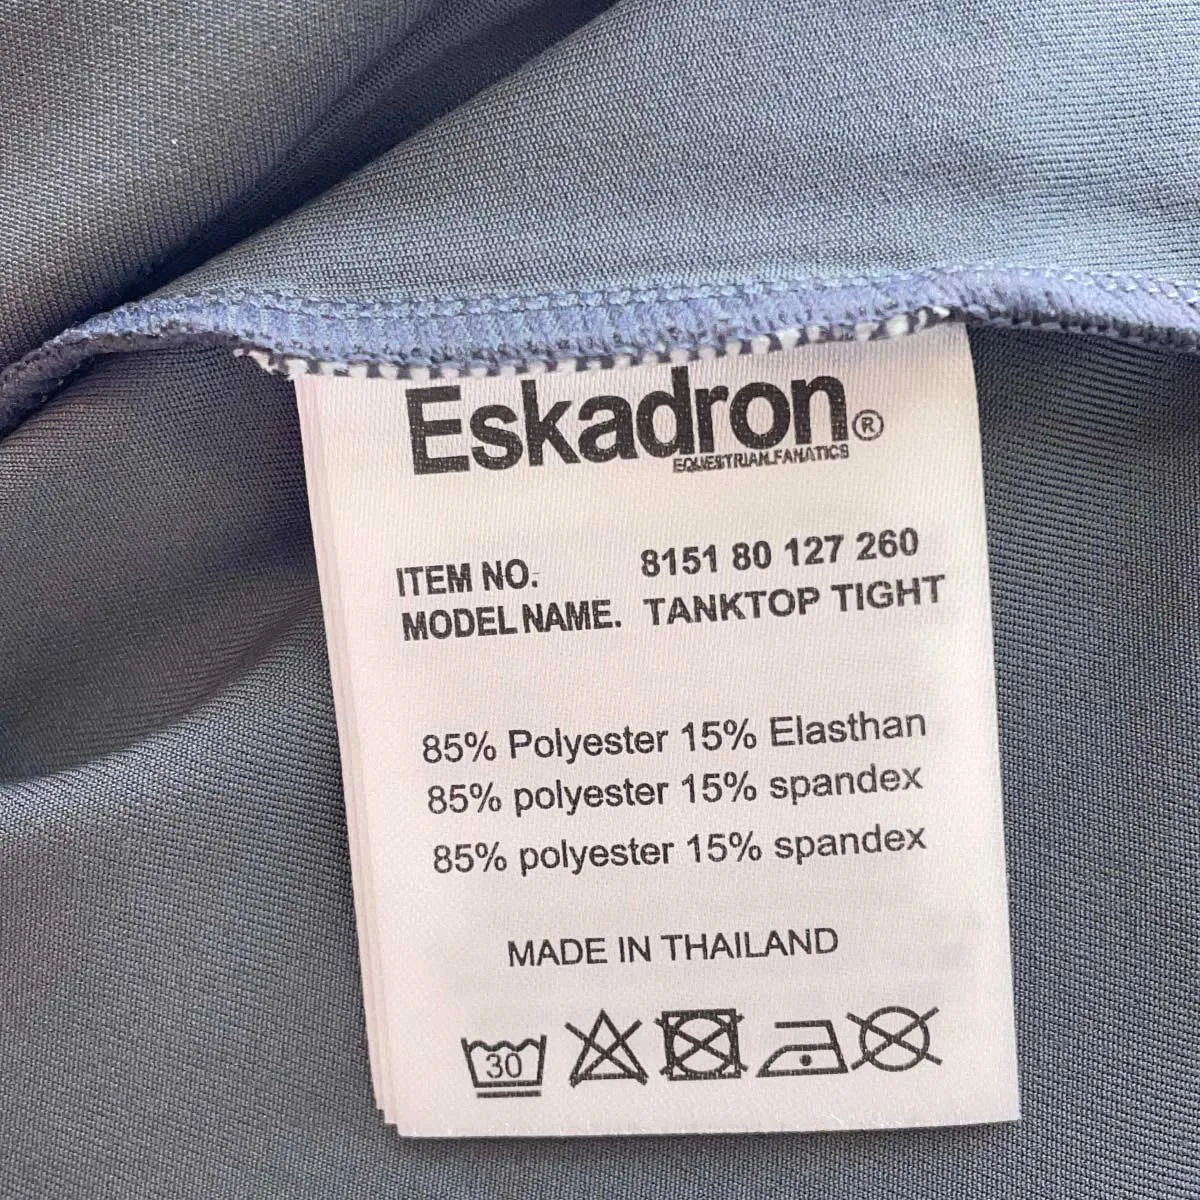 Eskadron®
EQUESTRIAN.FANATICS
ITEM NO. 8151 80 127 260
MODEL NAME. TANKTOP TIGHT
85% Polyester 15% Elasthan
85% polyester 15% spandex
85% polyester 15% spandex
MADE IN THAILAND
30